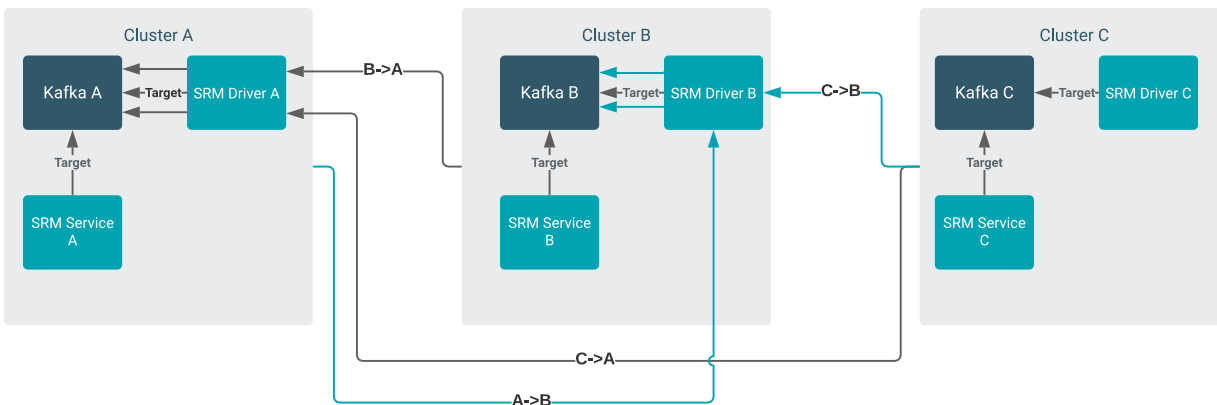 Cluster A
Kafka A
Target
SRM Driver A
Target
SRM Service
A
B->A
Cluster B
Kafka B
Target
SRM Driver B
Target
SRM Service
B
C->B
Cluster C
Kafka C
Target
SRM Driver C
Target
SRM Service
C
C->A
A->B